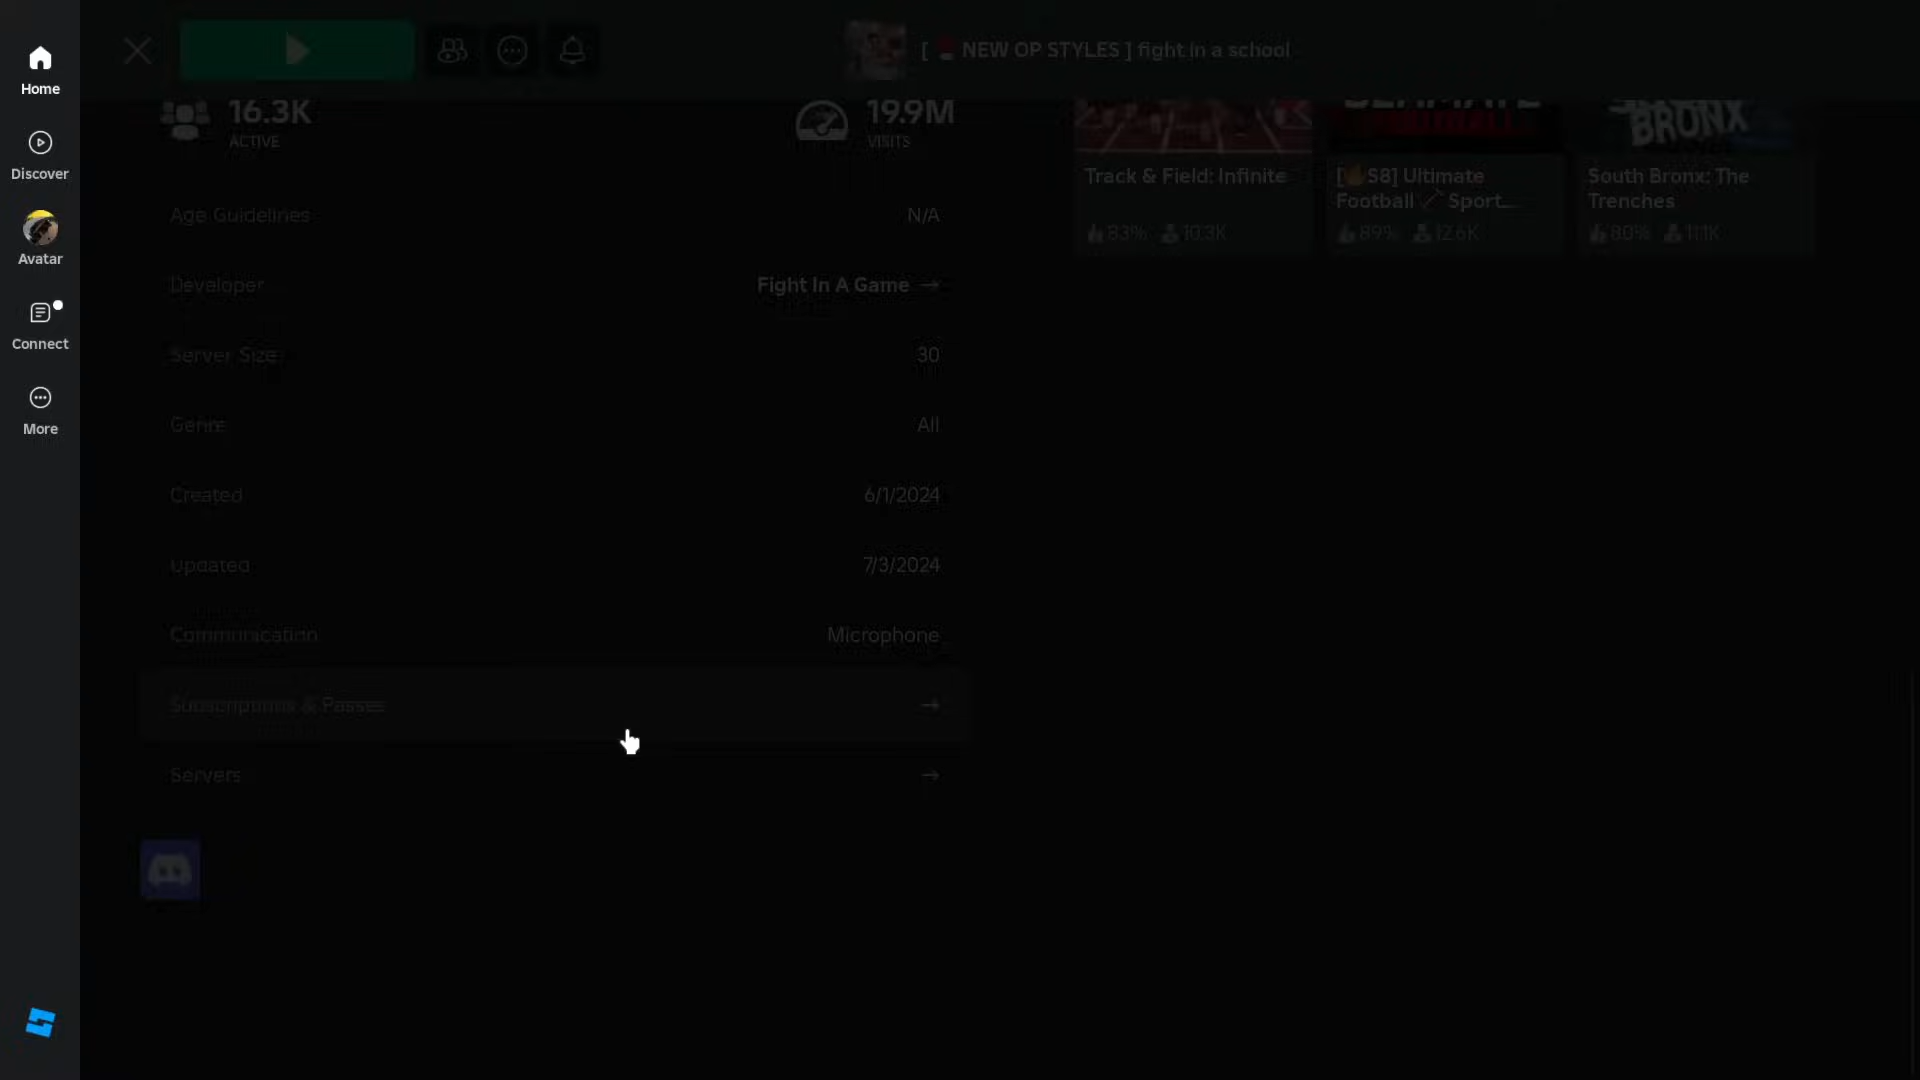 Home
Discover
Avatar
Connect
More
[ NEW OP STYLES ] fight in a school
16.3K
ACTIVE
19.9M
VISITS
Age Guidelines
N/A
Developer
Fight In A Game →
Server Size
30
Genre
All
Created
6/1/2024
Updated
7/3/2024
Communication
Microphone
Subscriptions & Passes
→
Servers
→
BRONX
Track & Field: Infinite
83% 10.3K
[🔥S8] Ultimate
Football 🏈 Sport...
89% 12.6K
South Bronx: The
Trenches
80% 11.1K